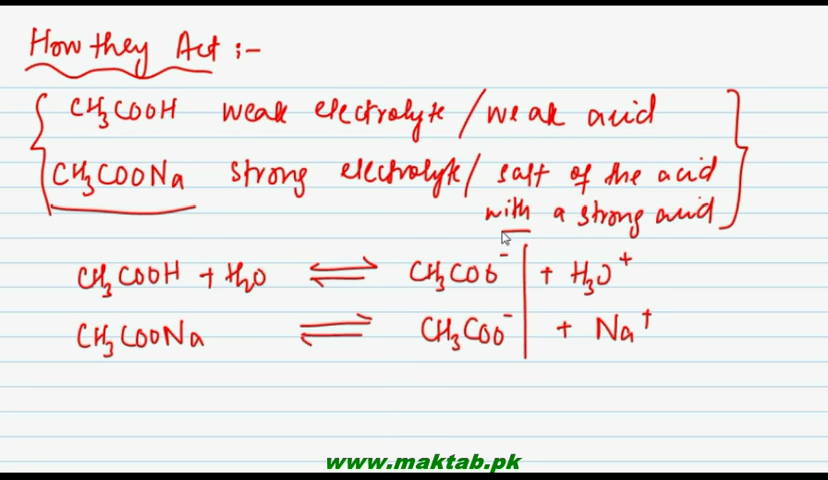 How they Act :-
CH₃COOH weak electrolyte / weak acid
CH₃COONa strong electrolyte / salt of the acid
with a strong acid
CH₃COOH + H₂O ⇌ CH₃COO⁻ + H₃O⁺
CH₃COONa ⇌ CH₃COO⁻ + Na⁺
www.maktab.pk